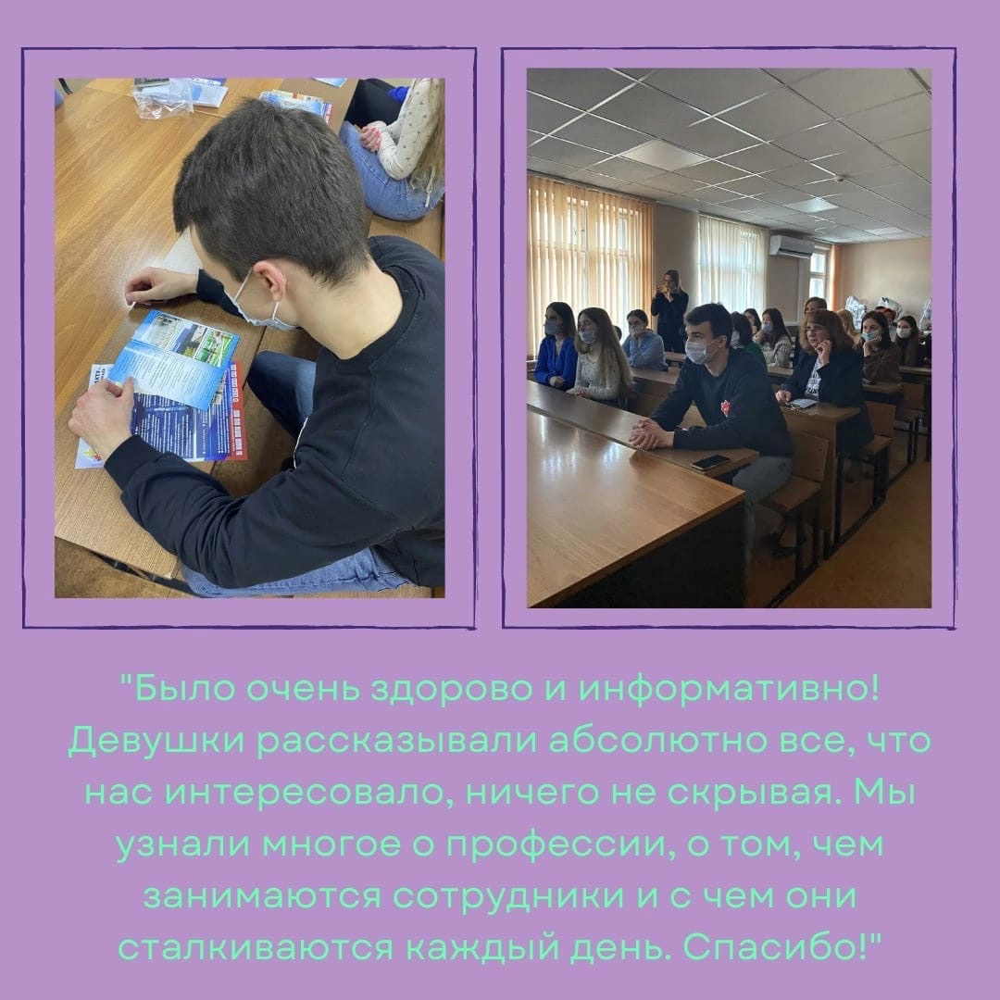 "Было очень здорово и информативно!
Девушки рассказывали абсолютно все, что
нас интересовало, ничего не скрывая. Мы
узнали многое о профессии, о том, чем
занимаются сотрудники и с чем они
сталкиваются каждый день. Спасибо!"